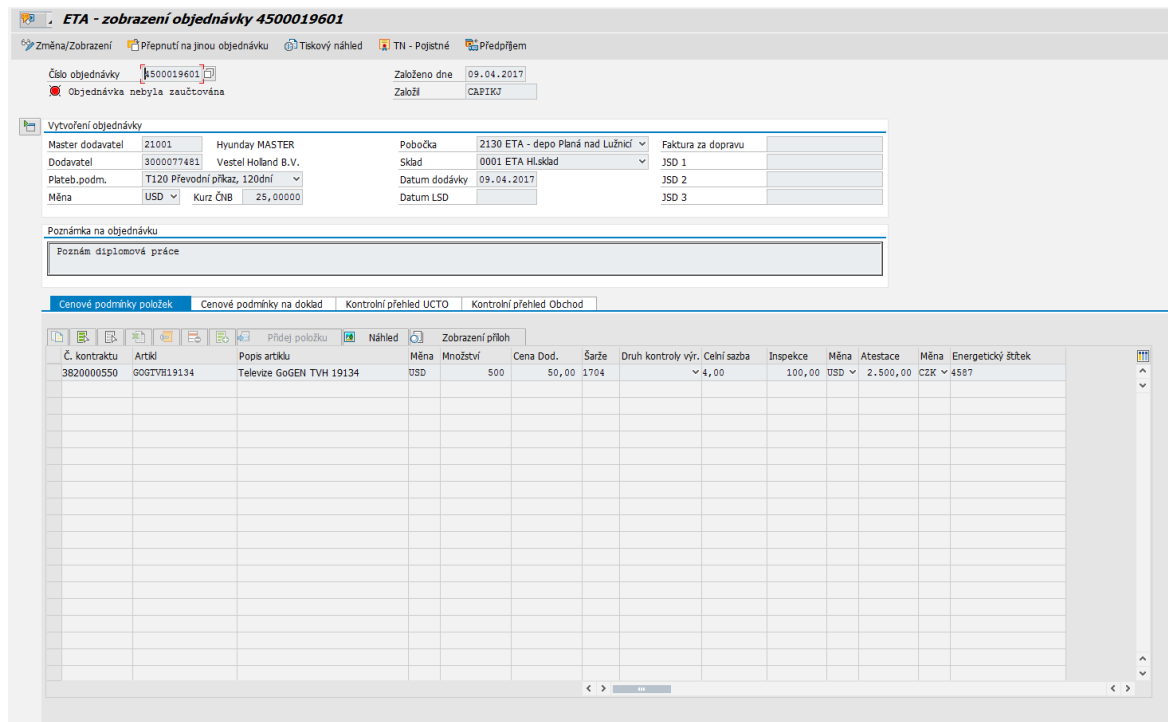 ETA - zobrazení objednávky 4500019601
Změna/Zobrazení Přepnutí na jinou objednávku Tiskový náhled TN - Pojistné Předpříjem
Číslo objednávky 4500019601 Založeno dne 09.04.2017
Objednávka nebyla zaučtována Založil CAPIKJ
Vytvoření objednávky
Master dodavatel 21001 Hyunday MASTER Pobočka 2130 ETA - depo Planá nad Lužnicí Faktura za dopravu
Dodavatel 3000077481 Vestel Holland B.V. Sklad 0001 ETA Hl.sklad JSD 1
Plateb.podm. T120 Převodní příkaz, 120dní Datum dodávky 09.04.2017 JSD 2
Měna USD Kurz ČNB 25,00000 Datum LSD JSD 3
Poznámka na objednávku
Poznám diplomová práce
Cenové podmínky položek Cenové podmínky na doklad Kontrolní přehled UCTO Kontrolní přehled Obchod
Přidej položku Náhled Zobrazení příloh
Č. kontraktu Artikl Popis artiklu Měna Množství Cena Dod. Šarže Druh kontroly výr. Celní sazba Inspekce Měna Atestace Měna Energetický štítek
3820000550 GOGTVH19134 Televize GoGEN TVH 19134 USD 500 50,00 1704 4,00 100,00 USD 2.500,00 CZK 4587